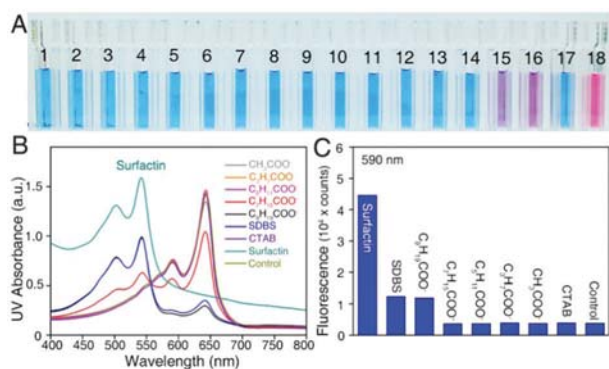 A
1 2 3 4 5 6 7 8 9 10 11 12 13 14 15 16 17 18
B
Surfactin
UV Absorbance (a.u.)
1.5
1.0
0.5
0.0
CH₃COO⁻
C₃H₇COO⁻
C₅H₁₁COO⁻
C₇H₁₅COO⁻
C₉H₁₉COO⁻
SDBS
CTAB
Surfactin
Control
400 450 500 550 600 650 700 750 800
Wavelength (nm)
C
590 nm
Fluorescence (10⁴ x counts)
6
5
4
3
2
1
0
Surfactin
SDBS
C₉H₁₉COO⁻
C₇H₁₅COO⁻
C₅H₁₁COO⁻
C₃H₇COO⁻
CH₃COO⁻
CTAB
Control